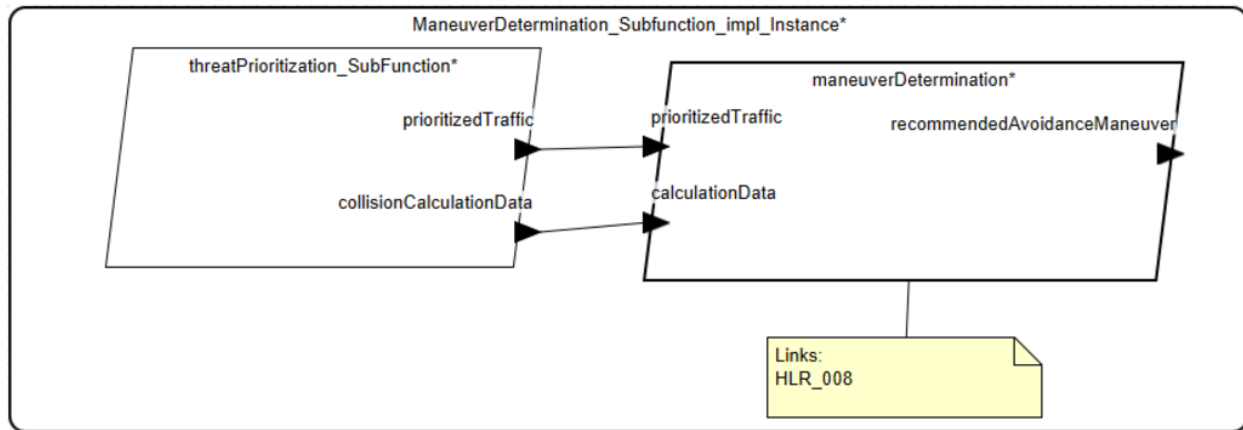 ManeuverDetermination_Subfunction_impl_Instance*
threatPrioritization_SubFunction*
maneuverDetermination*
prioritizedTraffic
prioritizedTraffic
recommendedAvoidanceManeuver
collisionCalculationData
calculationData
Links:
HLR_008